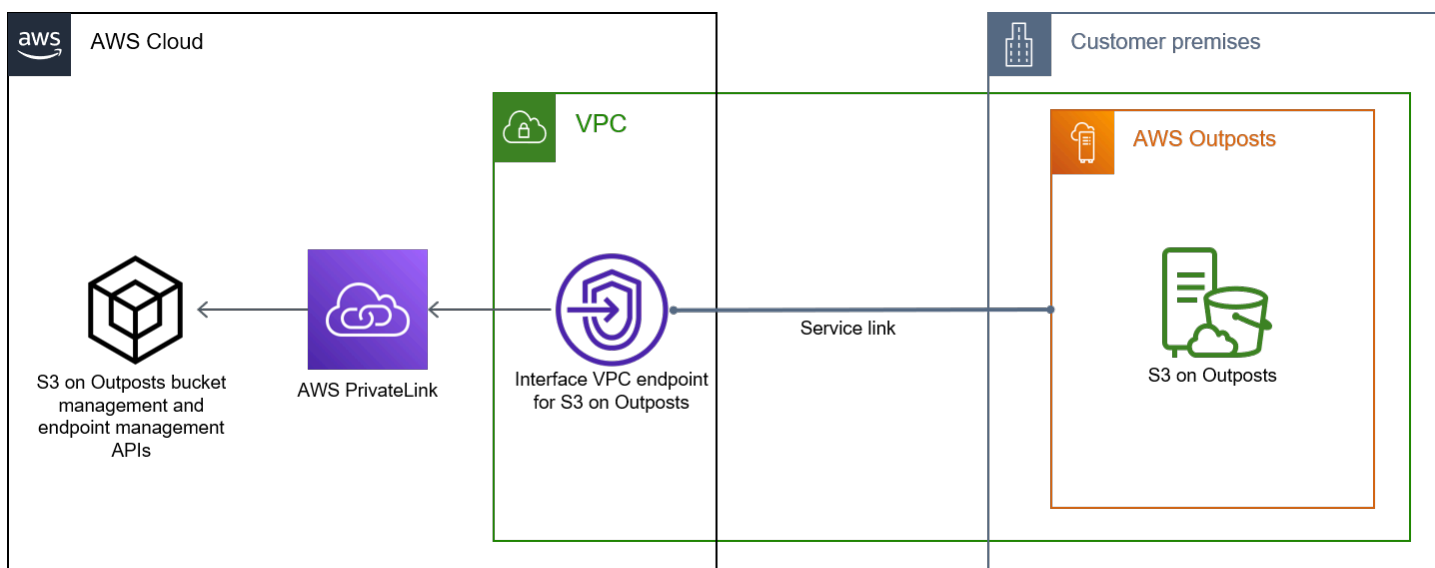 aws
AWS Cloud
Customer premises
VPC
AWS Outposts
Service link
S3 on Outposts bucket
management and
endpoint management
APIs
AWS PrivateLink
Interface VPC endpoint
for S3 on Outposts
S3 on Outposts